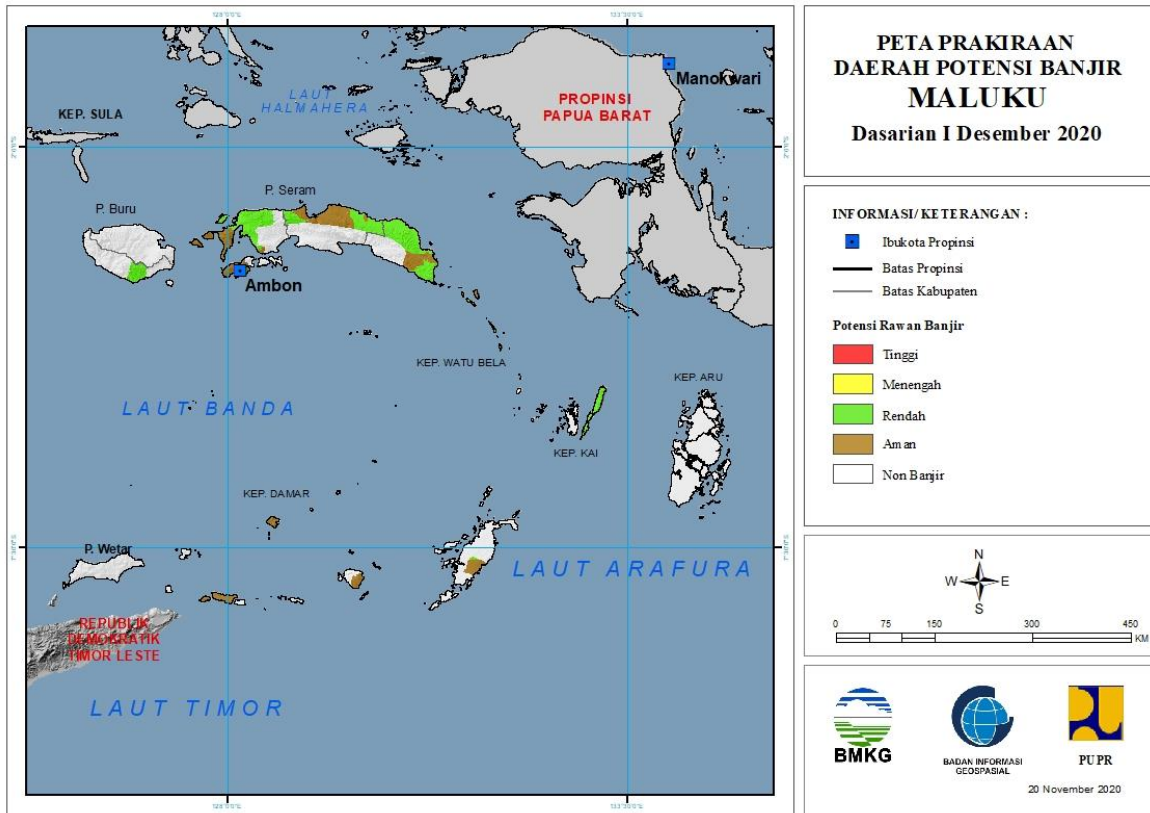 PETA PRAKIRAAN
DAERAH POTENSI BANJIR
MALUKU
Dasarian I Desember 2020
INFORMASI/ KETERANGAN :
Ibukota Propinsi
Batas Propinsi
Batas Kabupaten
Potensi Rawan Banjir
Tinggi
Menengah
Rendah
Aman
Non Banjir
N
W E
S
0 75 150 300 450
KM
BMKG
BADAN INFORMASI
GEOSPASIAL
PUPR
20 November 2020
Manokwari
LAUT
HALMAHERA
PROPINSI
PAPUA BARAT
KEP. SULA
P. Seram
P. Buru
Ambon
KEP. WATU BELA
KEP. ARU
LAUT BANDA
KEP. KAI
KEP. DAMAR
P. Wetar
LAUT ARAFURA
REPUBLIK
DEMOKRATIK
TIMOR LESTE
LAUT TIMOR